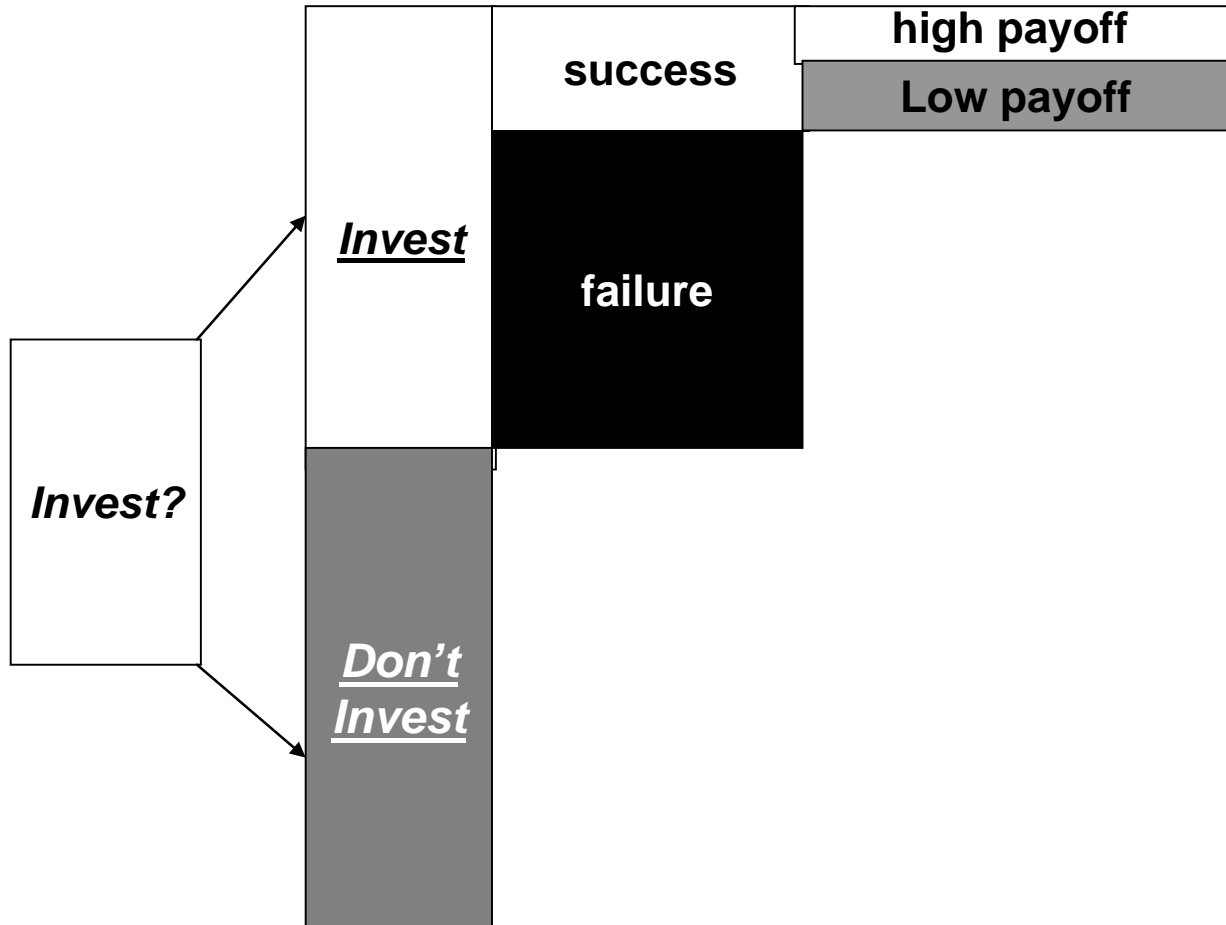 high payoff
success
Low payoff
Invest
failure
Invest?
Don’t
Invest